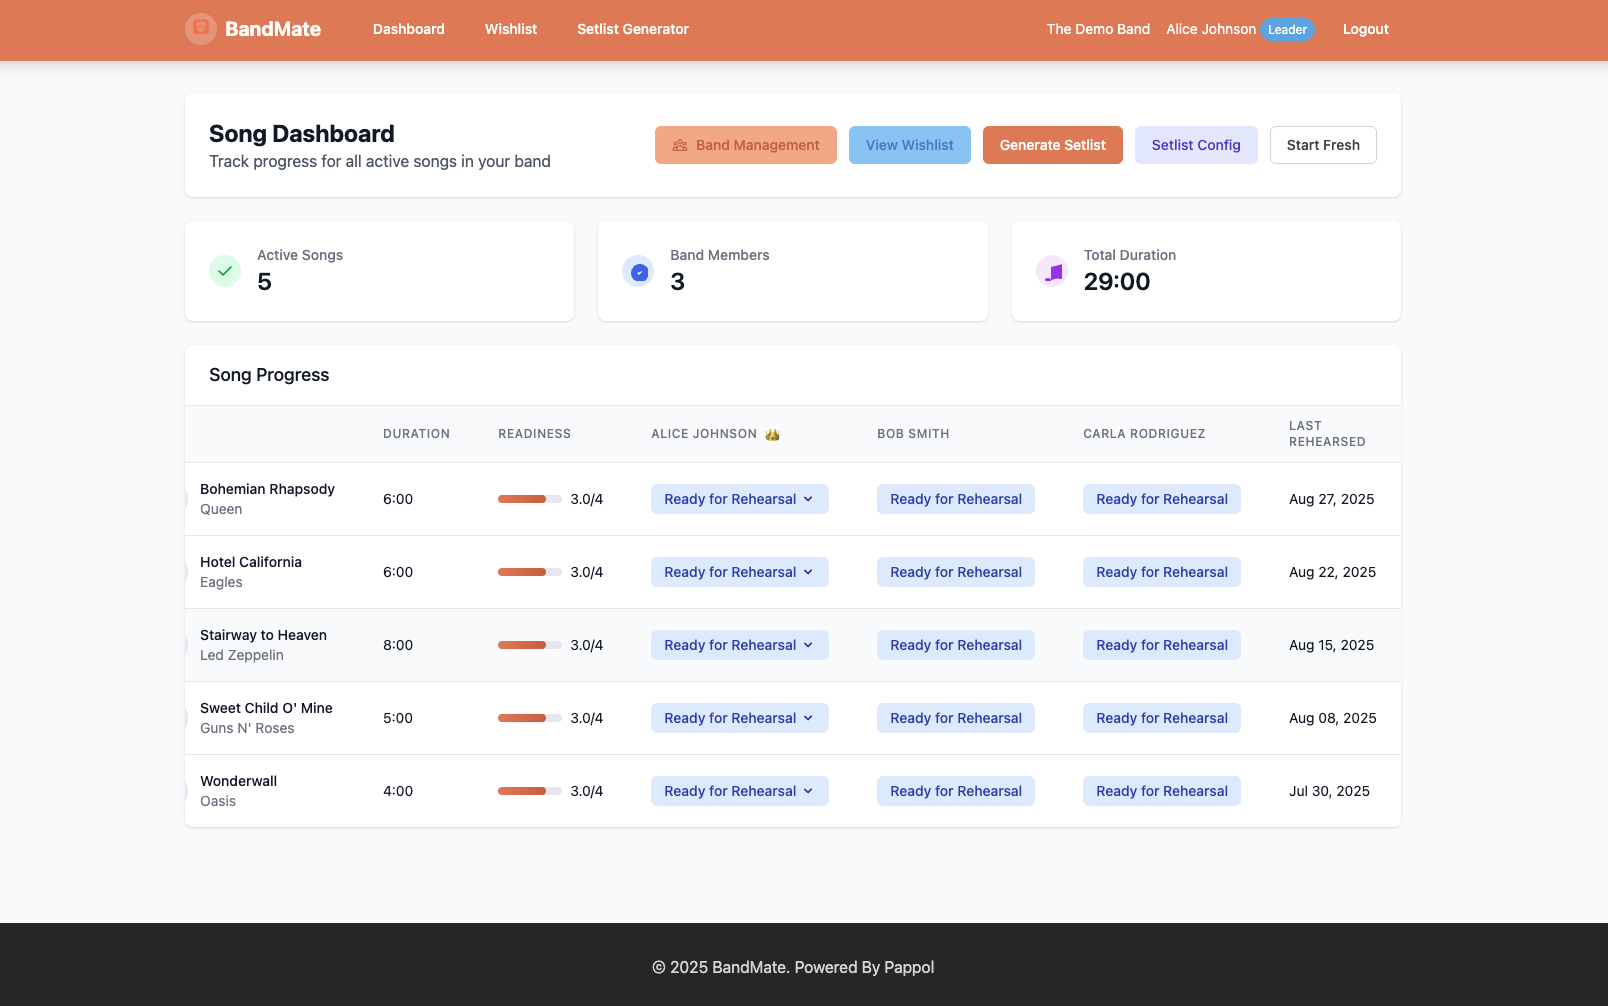 BandMate
Dashboard
Wishlist
Setlist Generator
The Demo Band
Alice Johnson
Leader
Logout
Song Dashboard
Track progress for all active songs in your band
Band Management
View Wishlist
Generate Setlist
Setlist Config
Start Fresh
Active Songs
5
Band Members
3
Total Duration
29:00
Song Progress
DURATION
READINESS
ALICE JOHNSON
BOB SMITH
CARLA RODRIGUEZ
LAST
REHEARSED
Bohemian Rhapsody
Queen
6:00
3.0/4
Ready for Rehearsal
Ready for Rehearsal
Ready for Rehearsal
Aug 27, 2025
Hotel California
Eagles
6:00
3.0/4
Ready for Rehearsal
Ready for Rehearsal
Ready for Rehearsal
Aug 22, 2025
Stairway to Heaven
Led Zeppelin
8:00
3.0/4
Ready for Rehearsal
Ready for Rehearsal
Ready for Rehearsal
Aug 15, 2025
Sweet Child O' Mine
Guns N' Roses
5:00
3.0/4
Ready for Rehearsal
Ready for Rehearsal
Ready for Rehearsal
Aug 08, 2025
Wonderwall
Oasis
4:00
3.0/4
Ready for Rehearsal
Ready for Rehearsal
Ready for Rehearsal
Jul 30, 2025
© 2025 BandMate. Powered By Pappol